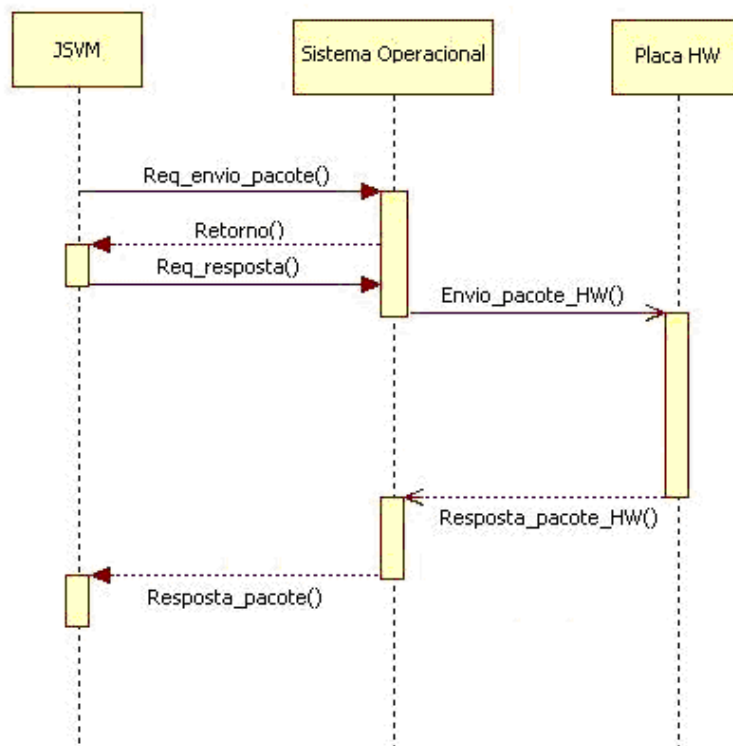 JSVM
Sistema Operacional
Placa HW
Req_envio_pacote()
Retorno()
Req_resposta()
Envio_pacote_HW()
Resposta_pacote_HW()
Resposta_pacote()